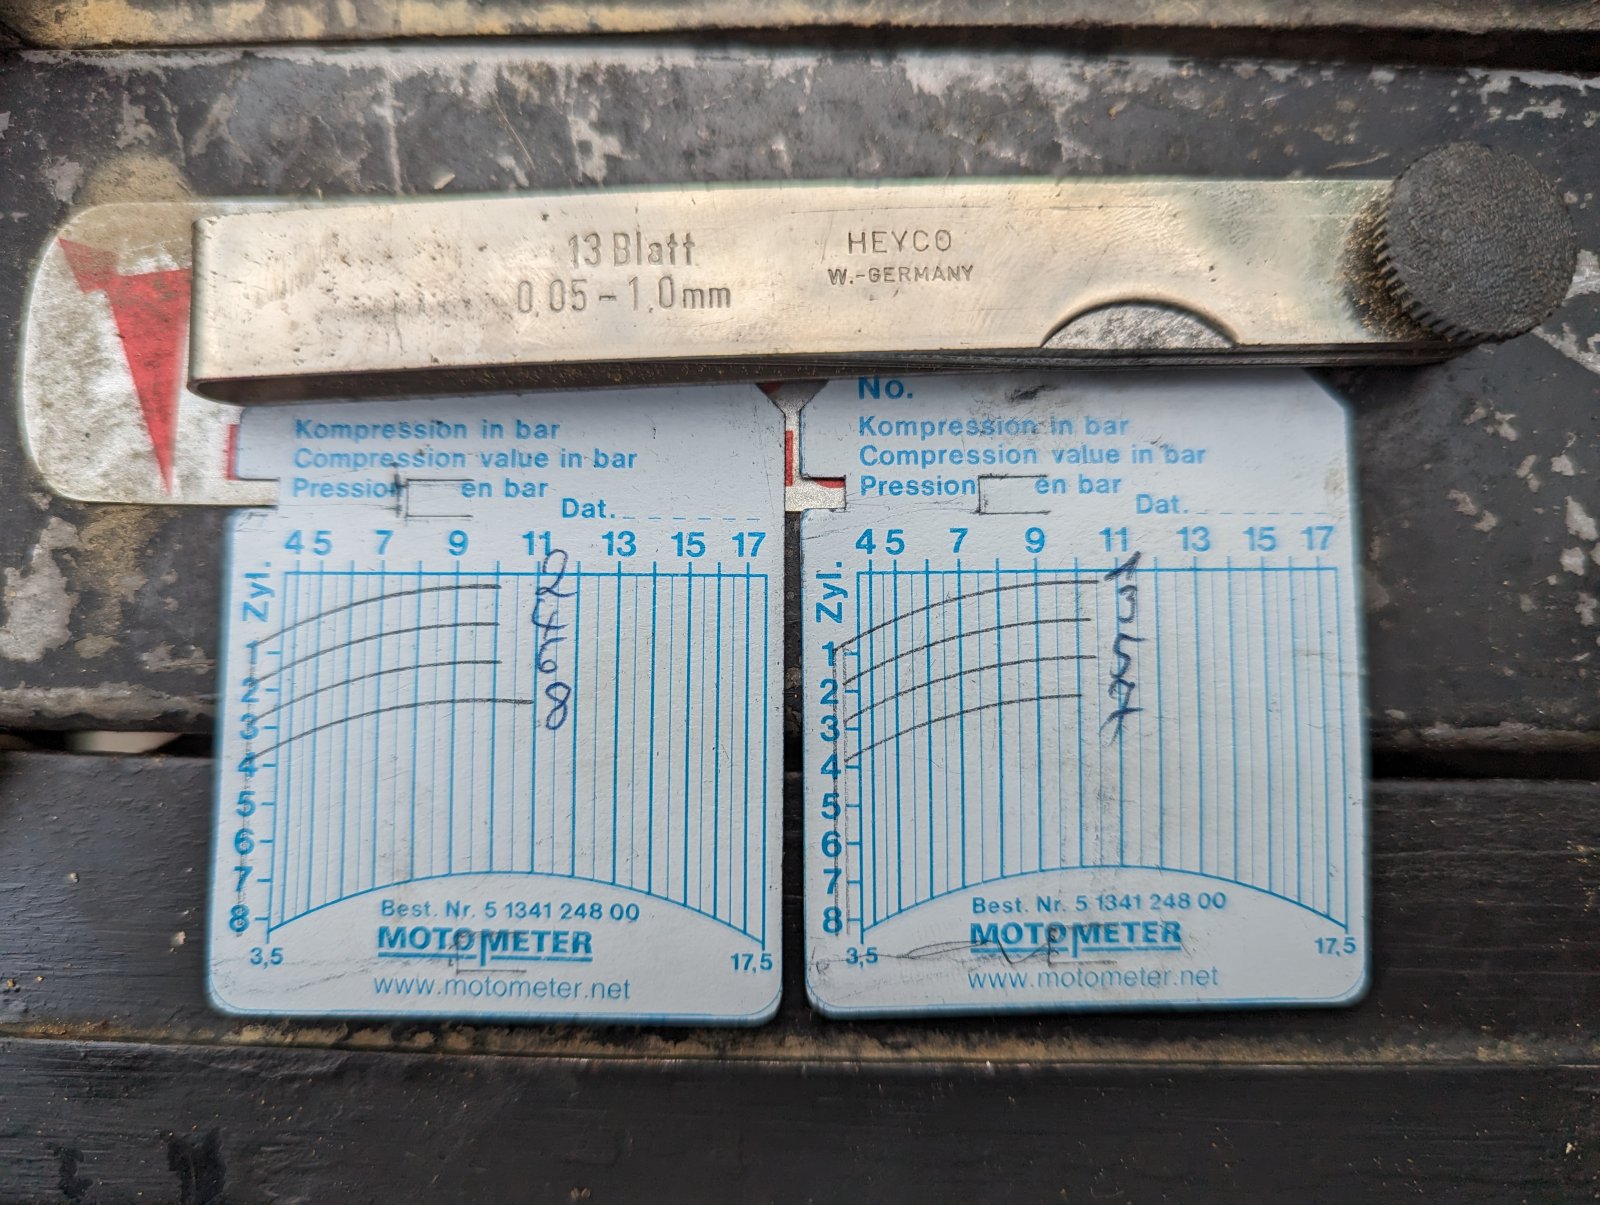 13 Blatt
0,05-1,0mm
HEYCO
W.-GERMANY
Kompression in bar
Compression value in bar
Pression en bar
Dat.
4 5 7 9 11 13 15 17
Zyl.
1
2
3
4
5
6
7
8
2
4
6
8
3,5
17,5
Best. Nr. 5 1341 248 00
MOTOMETER
www.motometer.net
No.
Kompression in bar
Compression value in bar
Pression en bar
Dat.
4 5 7 9 11 13 15 17
Zyl.
1
2
3
4
5
6
7
8
1
3
5
7
3,5
17,5
Best. Nr. 5 1341 248 00
MOTOMETER
www.motometer.net